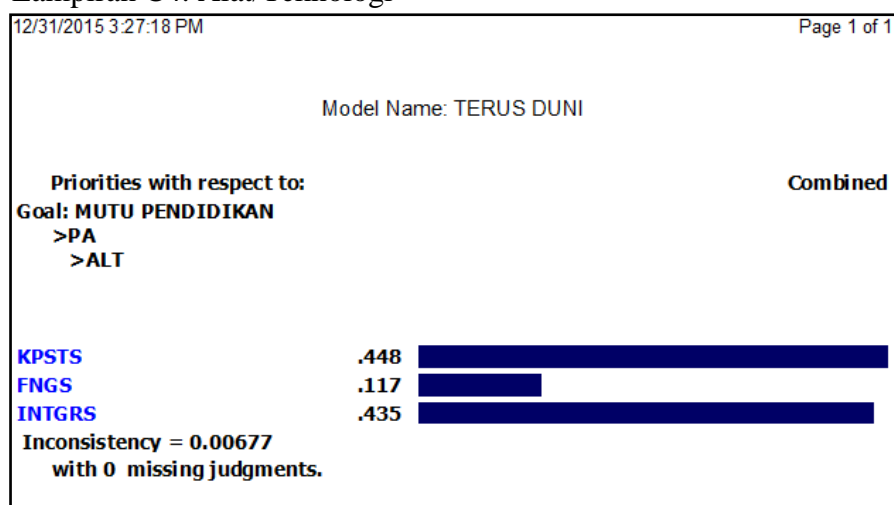 12/31/2015 3:27:18 PM Page 1 of 1
Model Name: TERUS DUNI
Priorities with respect to: Combined
Goal: MUTU PENDIDIKAN
>PA
>ALT
KPSTS .448
FNGS .117
INTGRS .435
Inconsistency = 0.00677
with 0 missing judgments.